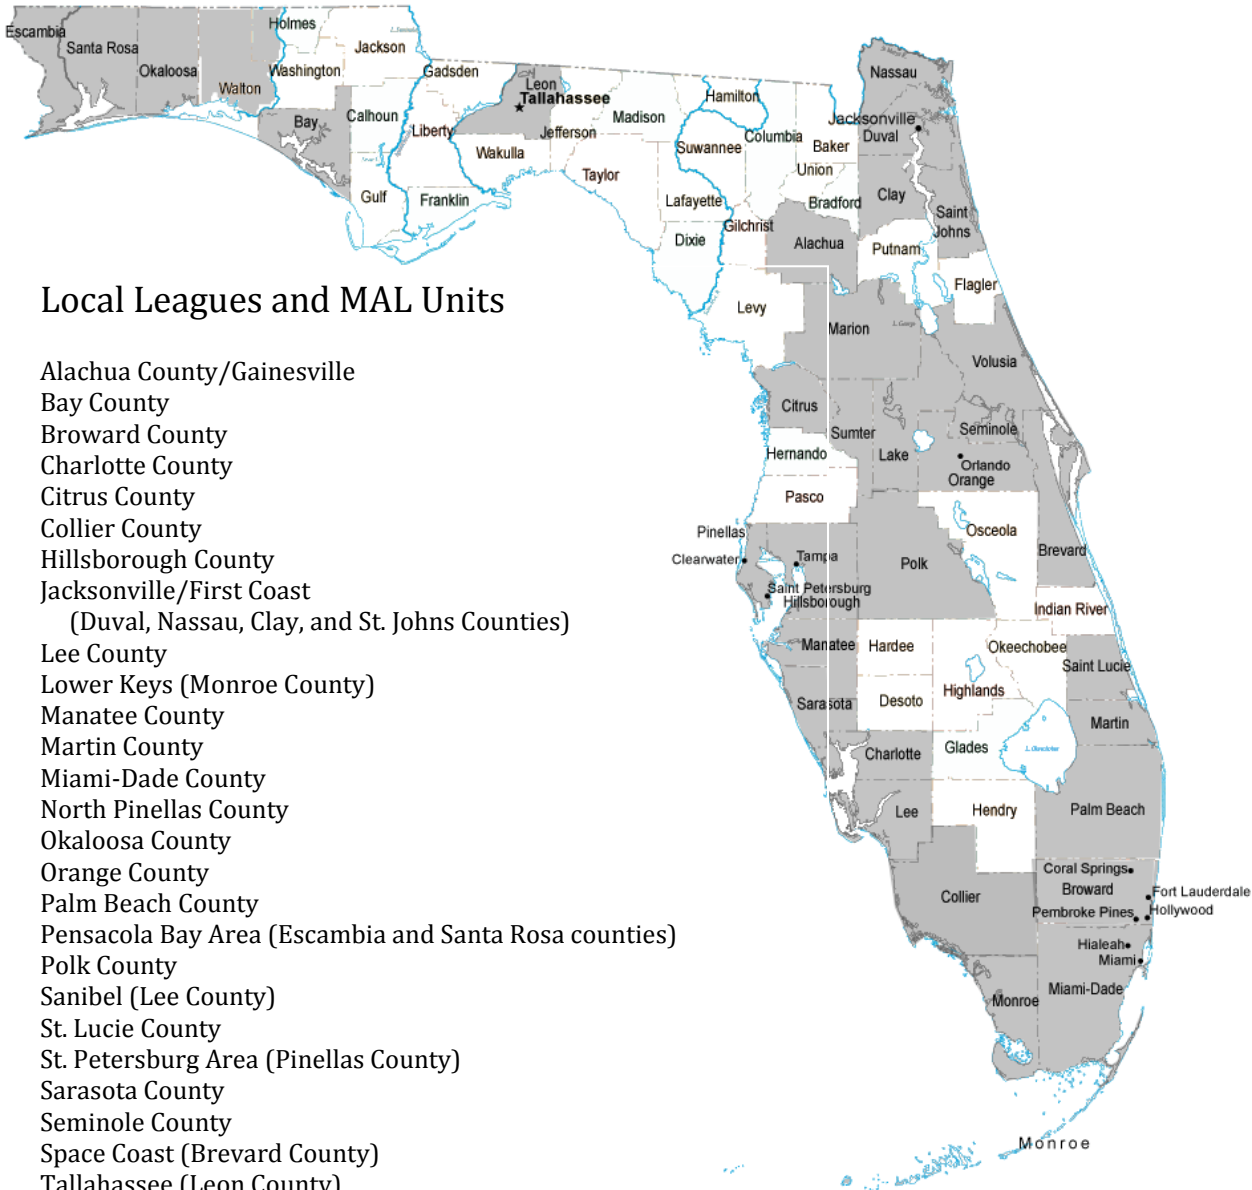 Escambia
Santa Rosa
Okaloosa
Walton
Holmes
Washington
Jackson
Bay
Calhoun
Gulf
Liberty
Gadsden
Franklin
Leon
Tallahassee
Wakulla
Jefferson
Madison
Taylor
Hamilton
Suwannee
Lafayette
Dixie
Columbia
Baker
Union
Bradford
Gilchrist
Alachua
Nassau
Jacksonville
Duval
Clay
Saint
Johns
Putnam
Flagler
Levy
Marion
L. George
Volusia
Citrus
Sumter
Lake
Seminole
Orlando
Orange
Hernando
Pasco
Pinellas
Clearwater
Tampa
Saint Petersburg
Hillsborough
Polk
Osceola
Brevard
Indian River
Manatee
Hardee
Okeechobee
Saint Lucie
Sarasota
Desoto
Highlands
Martin
Charlotte
Glades
L. Okeechobee
Lee
Hendry
Palm Beach
Collier
Coral Springs
Broward
Fort Lauderdale
Pembroke Pines
Hollywood
Hialeah
Miami
Miami-Dade
Monroe
Monroe
Local Leagues and MAL Units
Alachua County/Gainesville
Bay County
Broward County
Charlotte County
Citrus County
Collier County
Hillsborough County
Jacksonville/First Coast
(Duval, Nassau, Clay, and St. Johns Counties)
Lee County
Lower Keys (Monroe County)
Manatee County
Martin County
Miami-Dade County
North Pinellas County
Okaloosa County
Orange County
Palm Beach County
Pensacola Bay Area (Escambia and Santa Rosa counties)
Polk County
Sanibel (Lee County)
St. Lucie County
St. Petersburg Area (Pinellas County)
Sarasota County
Seminole County
Space Coast (Brevard County)
Tallahassee (Leon County)